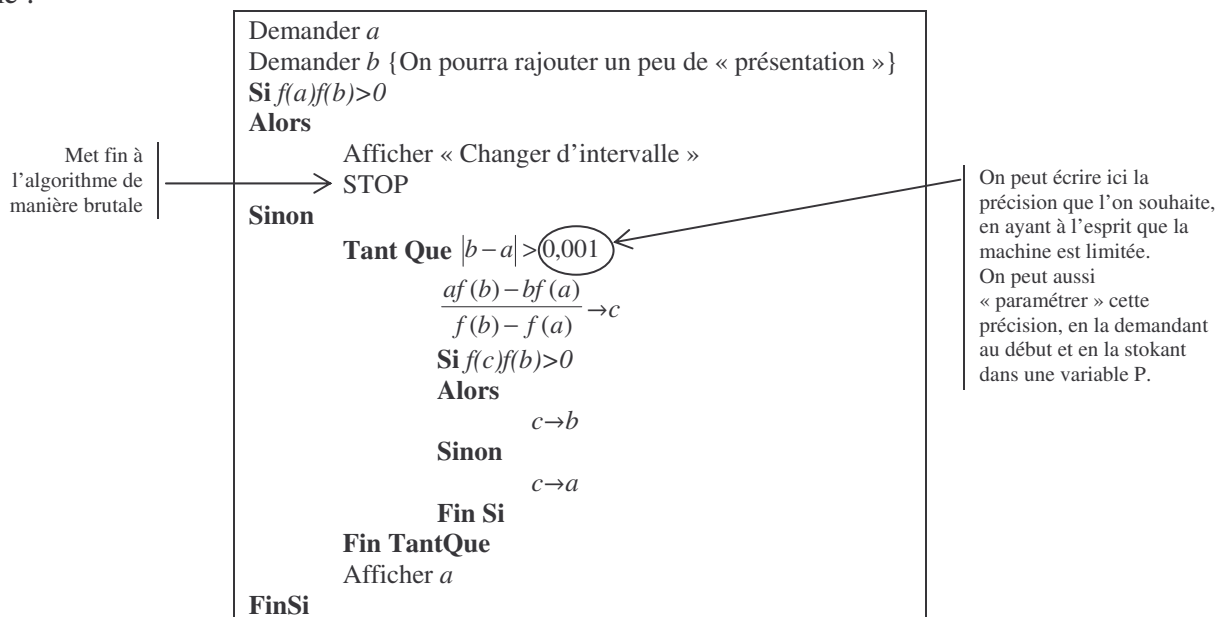 Demander a
Demander b {On pourra rajouter un peu de « présentation »}
Si f(a)f(b)>0
Alors
Afficher « Changer d'intervalle »
STOP
Sinon
Tant Que |b−a|>0,001
af(b)−bf(a)
f(b)−f(a)
→c
Si f(c)f(b)>0
Alors
c→b
Sinon
c→a
Fin Si
Fin TantQue
Afficher a
FinSi
Met fin à
l'algorithme de
manière brutale
On peut écrire ici la
précision que l'on souhaite,
en ayant à l'esprit que la
machine est limitée.
On peut aussi
« paramétrer » cette
précision, en la demandant
au début et en la stokant
dans une variable P.